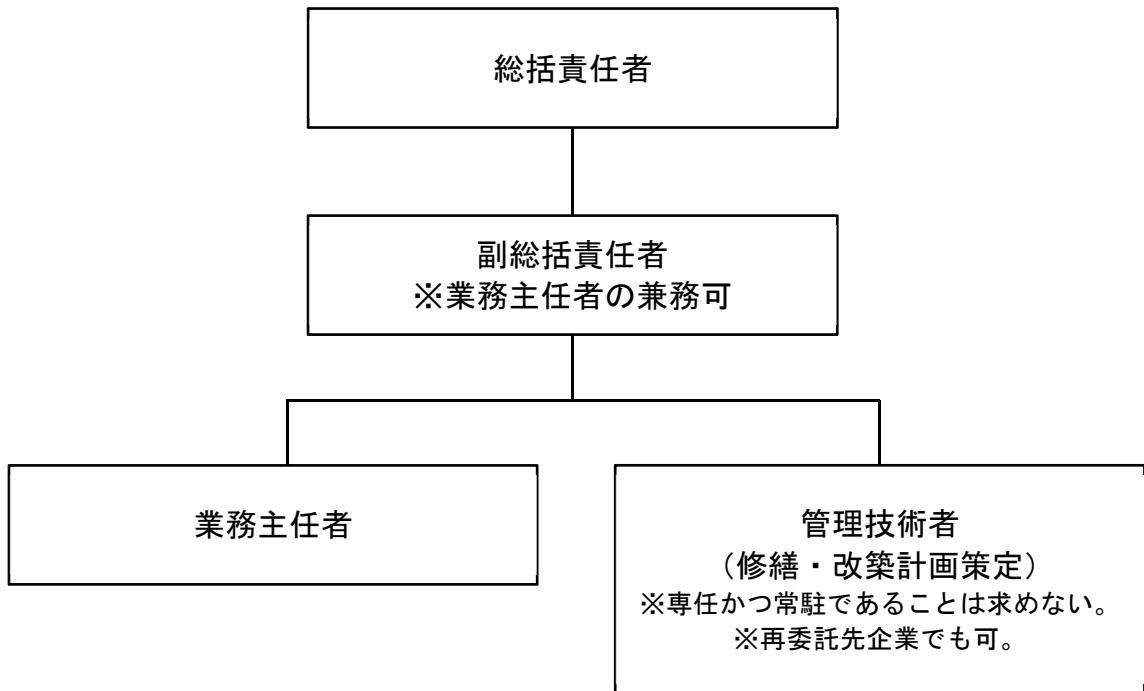 総括責任者
副総括責任者
※業務主任者の兼務可
業務主任者
管理技術者
（修繕・改築計画策定）
※専任かつ常駐であることは求めない。
※再委託先企業でも可。